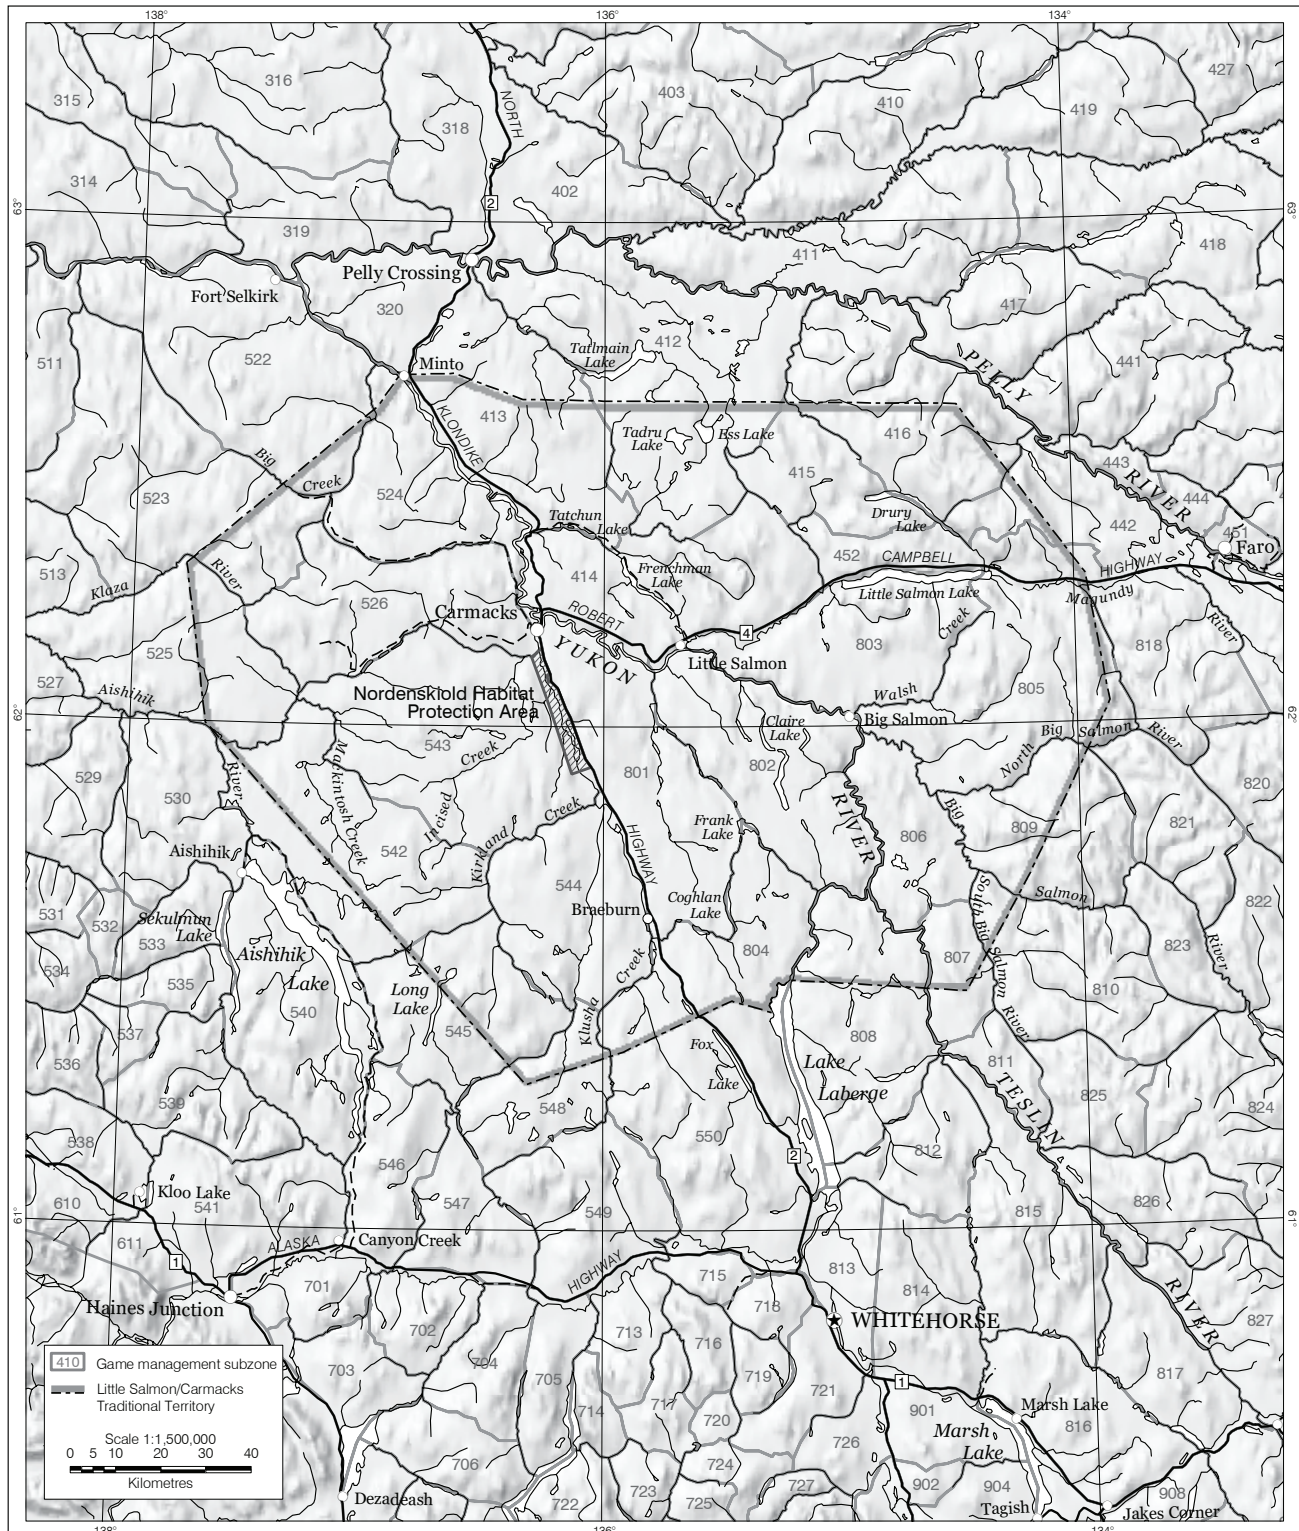 138°
136°
134°
316
315
318
NORTH
403
410
419
427
314
402
2
63°
63°
319
411
418
Pelly Crossing
Fort Selkirk
320
417
511
522
Minto
Tatlmain
Lake
412
441
PELLY
KLONDIKE
413
Tadru
Lake
Ess Lake
416
Big
Creek
415
443
RIVER
523
524
444
Tatchun
Lake
Drury
Lake
442
451
Faro
513
Klaza
River
452
CAMPBELL
HIGHWAY
414
Frenchman
Lake
Little Salmon Lake
Magundy
River
526
Carmacks
ROBERT
4
Creek
YUKON
803
818
525
Little Salmon
527
Aishihik
River
Nordenskiold Habitat
Protection Area
Walsh
805
62°
62°
Claire
Lake
Big Salmon
Big
Salmon
River
North
543
Creek
Mackintosh Creek
801
802
529
530
820
Incised
Creek
Kirkland
RIVER
Big
809
821
Frank
Lake
806
HIGHWAY
Aishihik
542
544
Salmon
River
531
532
533
Sekulmun
Lake
Braeburn
Coghlan
Lake
South Big
Salmon
River
822
534
535
Aishihik
Lake
Long
Lake
Creek
Klusha
804
807
823
540
545
810
537
536
Fox
Lake
808
Lake
Laberge
811
TESLIN
539
548
825
824
538
550
546
2
812
610
Kloo Lake
541
547
549
815
826
61°
61°
611
ALASKA
Canyon Creek
1
HIGHWAY
813
701
715
814
RIVER
Haines Junction
718
WHITEHORSE
827
702
713
716
703
704
705
719
817
721
1
714
717
720
901
Marsh Lake
816
Marsh
Lake
726
706
724
722
723
725
727
902
904
908
Dezadeash
Tagish
Jakes Corner
410
Game management subzone
Little Salmon/Carmacks
Traditional Territory
Scale 1:1,500,000
0 5 10 20 30 40
Kilometres
138°
136°
134°